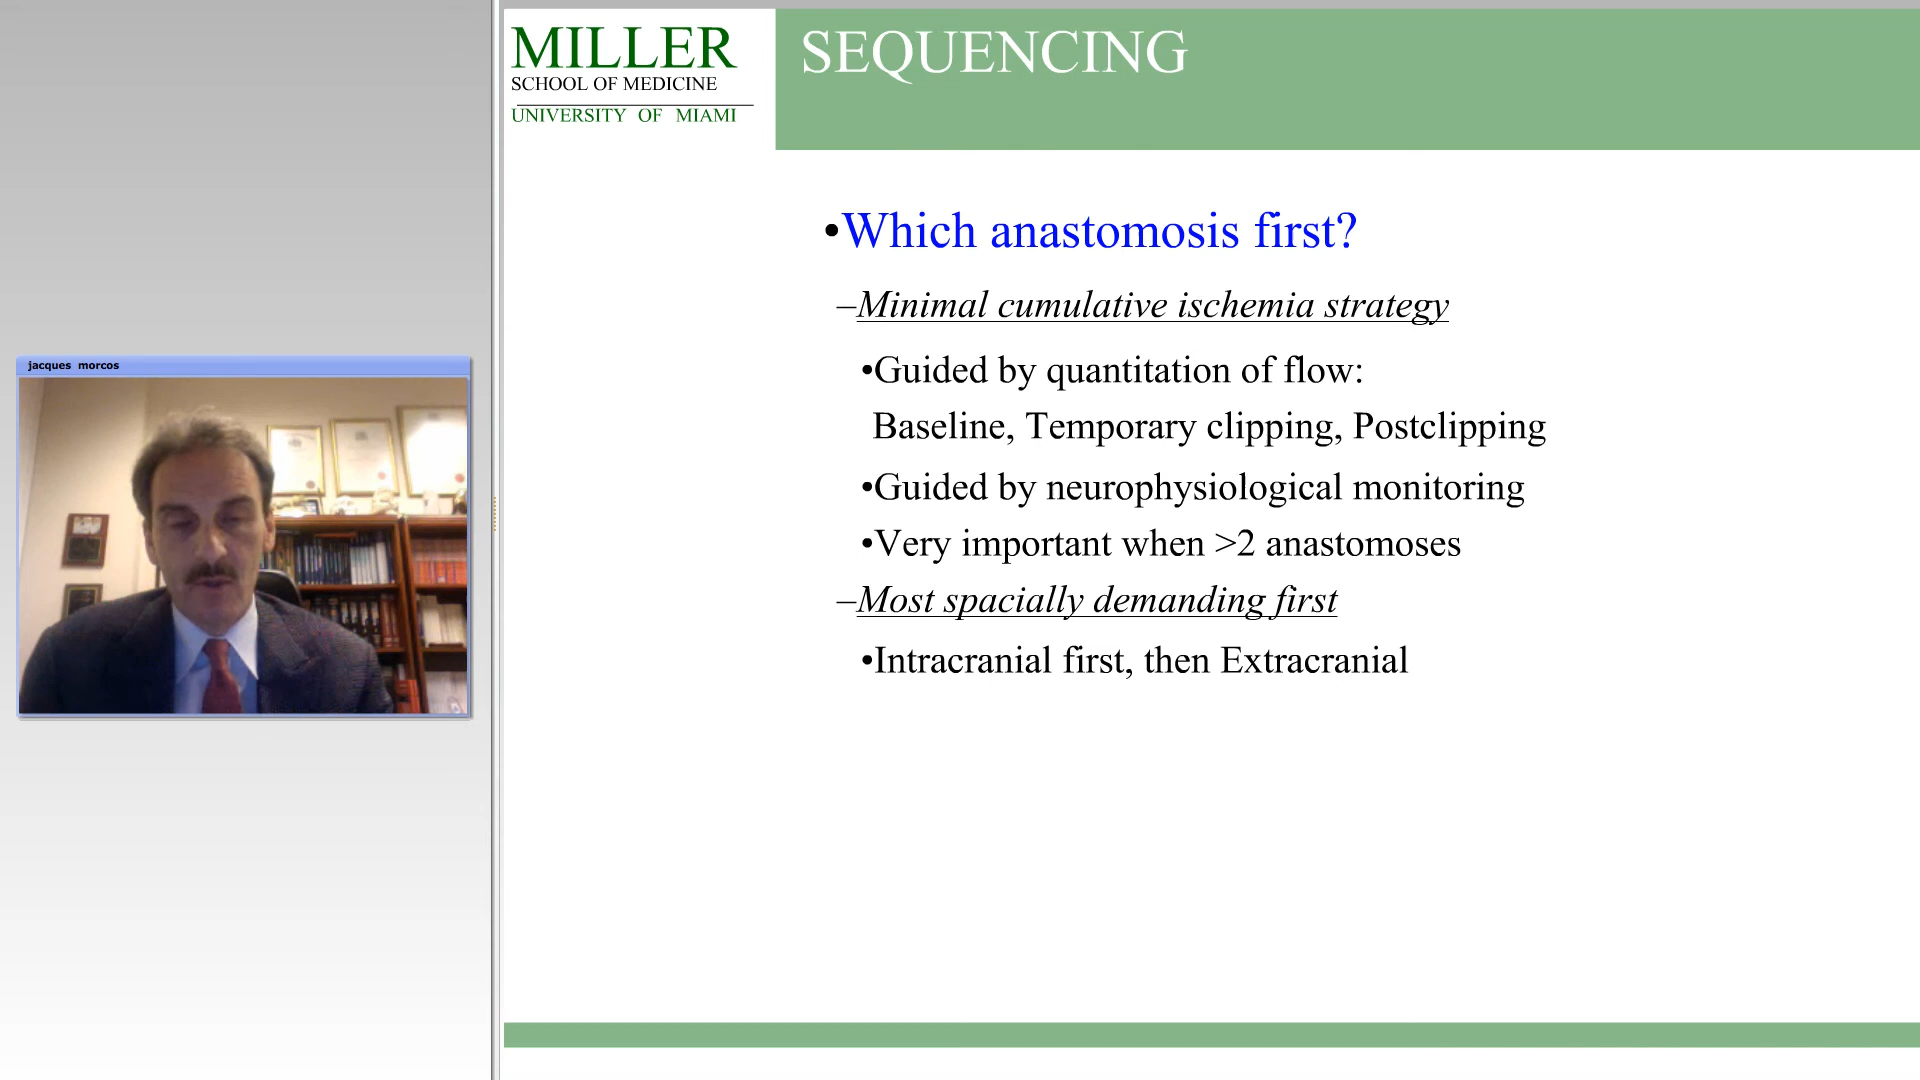 MILLER
SCHOOL OF MEDICINE
UNIVERSITY OF MIAMI
SEQUENCING
•Which anastomosis first?
–Minimal cumulative ischemia strategy
•Guided by quantitation of flow:
Baseline, Temporary clipping, Postclipping
•Guided by neurophysiological monitoring
•Very important when >2 anastomoses
–Most spacially demanding first
•Intracranial first, then Extracranial
jacques morcos